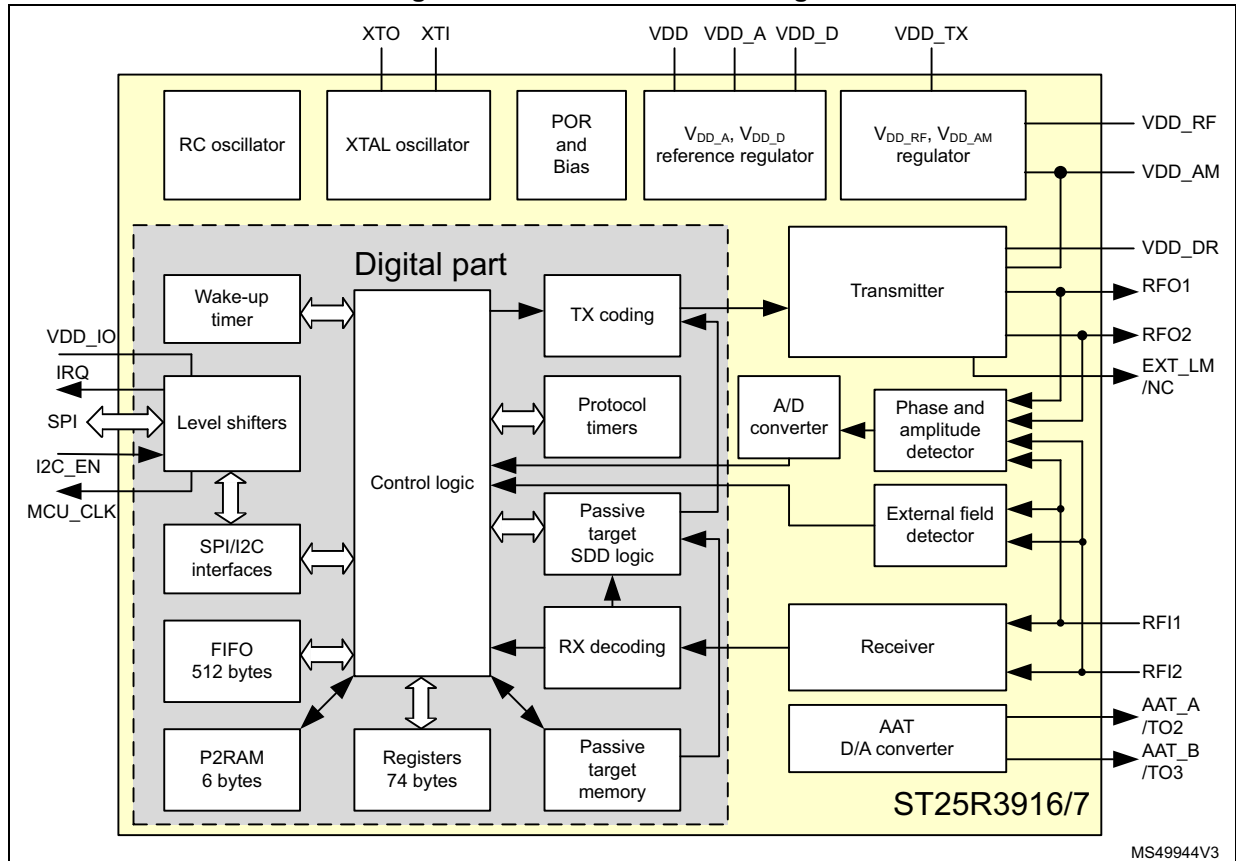 XTO XTI VDD VDD_A VDD_D VDD_TX
RC oscillator
XTAL oscillator
POR
and
Bias
VDD_A, VDD_D
reference regulator
VDD_RF, VDD_AM
regulator
VDD_RF
VDD_AM
VDD_DR
RFO1
RFO2
EXT_LM
/NC
Digital part
Wake-up
timer
TX coding
Transmitter
VDD_IO
IRQ
SPI
I2C_EN
MCU_CLK
Level shifters
Control logic
Protocol
timers
A/D
converter
Phase and
amplitude
detector
SPI/I2C
interfaces
Passive
target
SDD logic
External field
detector
FIFO
512 bytes
RX decoding
Receiver
RFI1
RFI2
P2RAM
6 bytes
Registers
74 bytes
Passive
target
memory
AAT
D/A converter
AAT_A
/TO2
AAT_B
/TO3
ST25R3916/7
MS49944V3